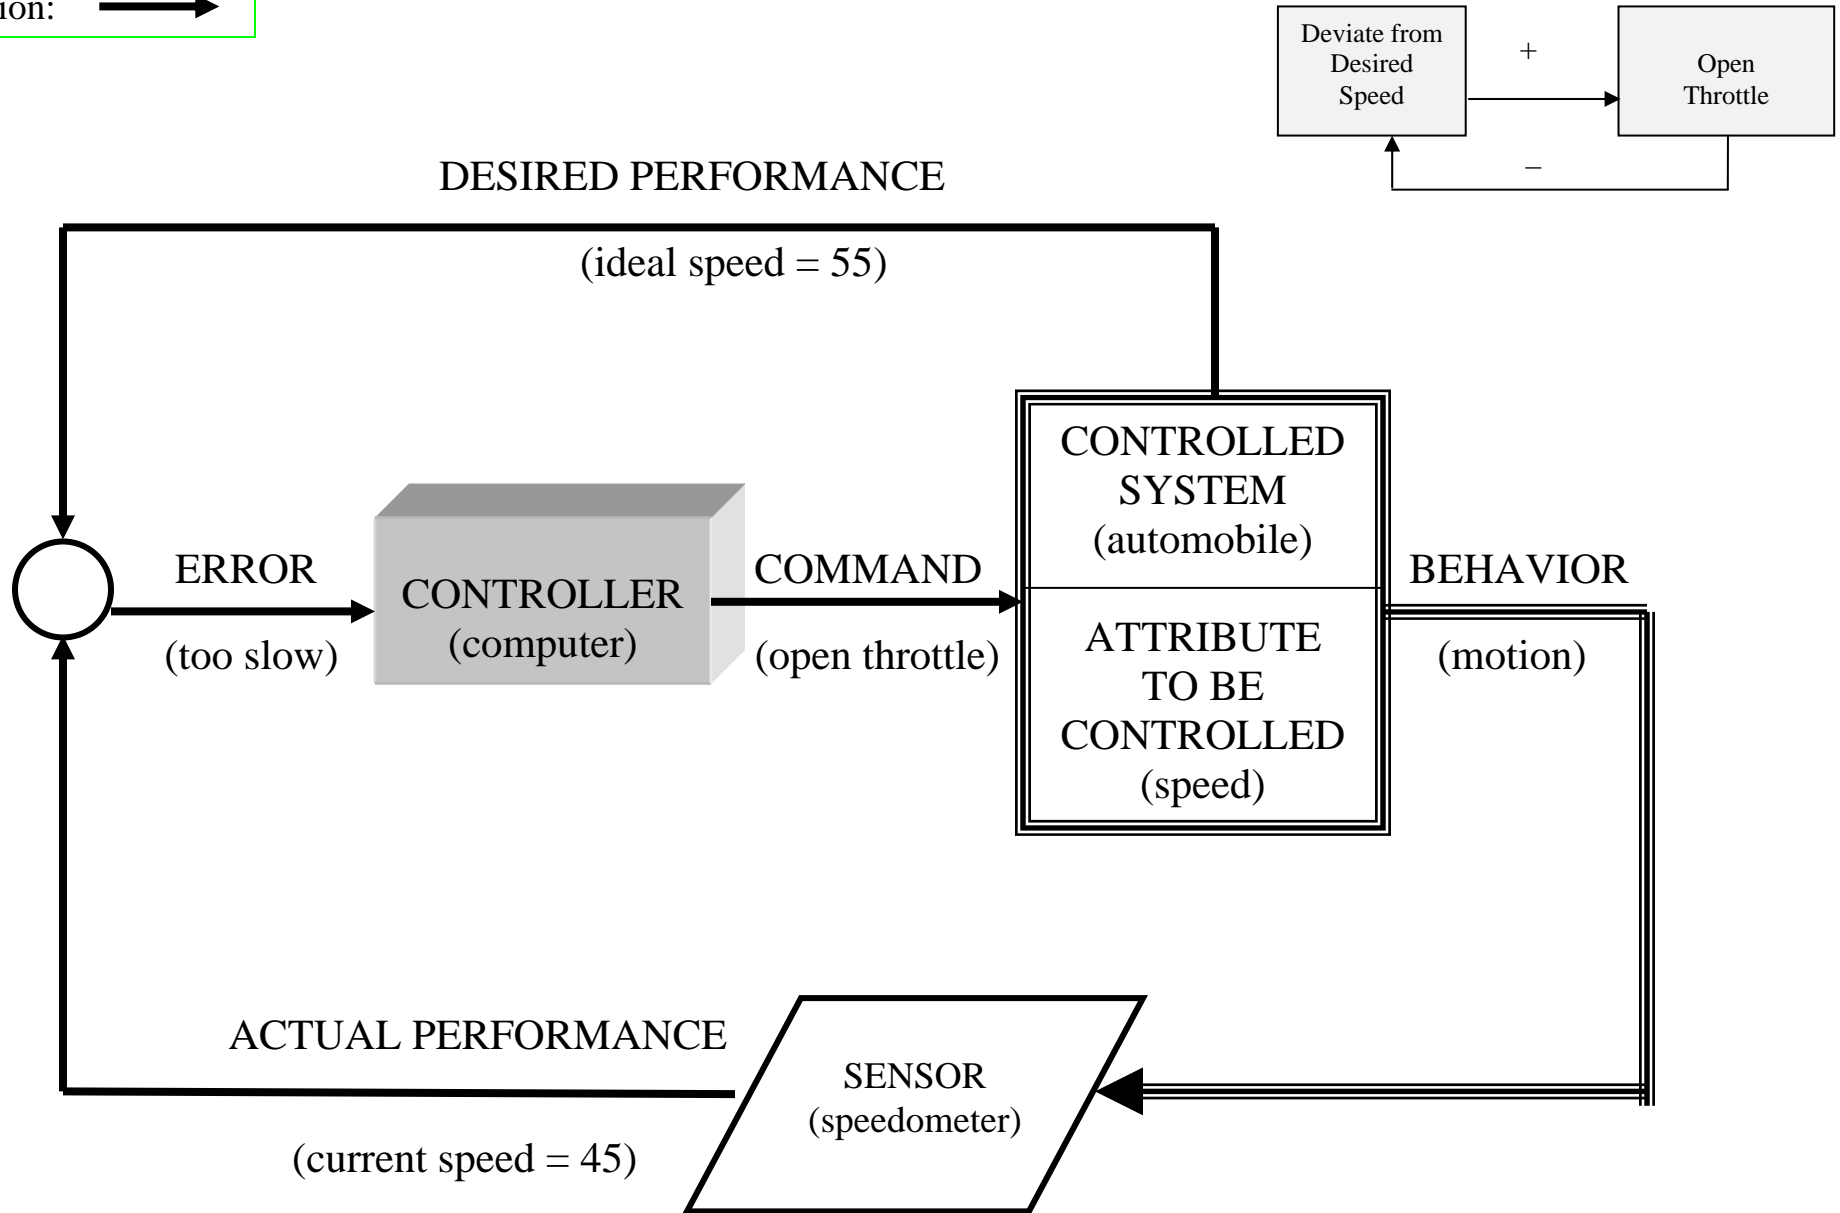 ion:
Deviate from
Desired
Speed
+
Open
Throttle
–
DESIRED PERFORMANCE
(ideal speed = 55)
CONTROLLED
SYSTEM
(automobile)
ERROR
(too slow)
CONTROLLER
(computer)
COMMAND
(open throttle)
ATTRIBUTE
TO BE
CONTROLLED
(speed)
BEHAVIOR
(motion)
ACTUAL PERFORMANCE
(current speed = 45)
SENSOR
(speedometer)